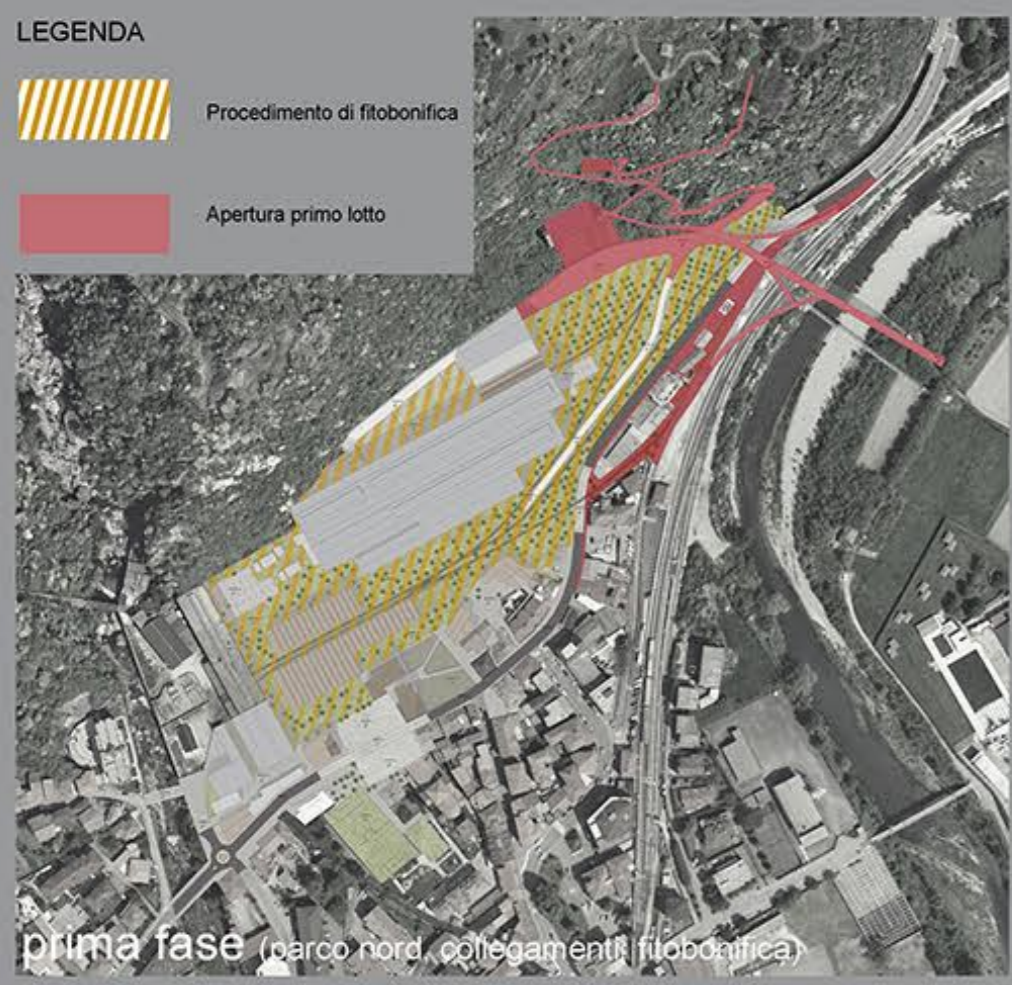 LEGENDA
Procedimento di fitobonifica
Apertura primo lotto
prima fase (parco nord, collegamenti, fitobonifica)